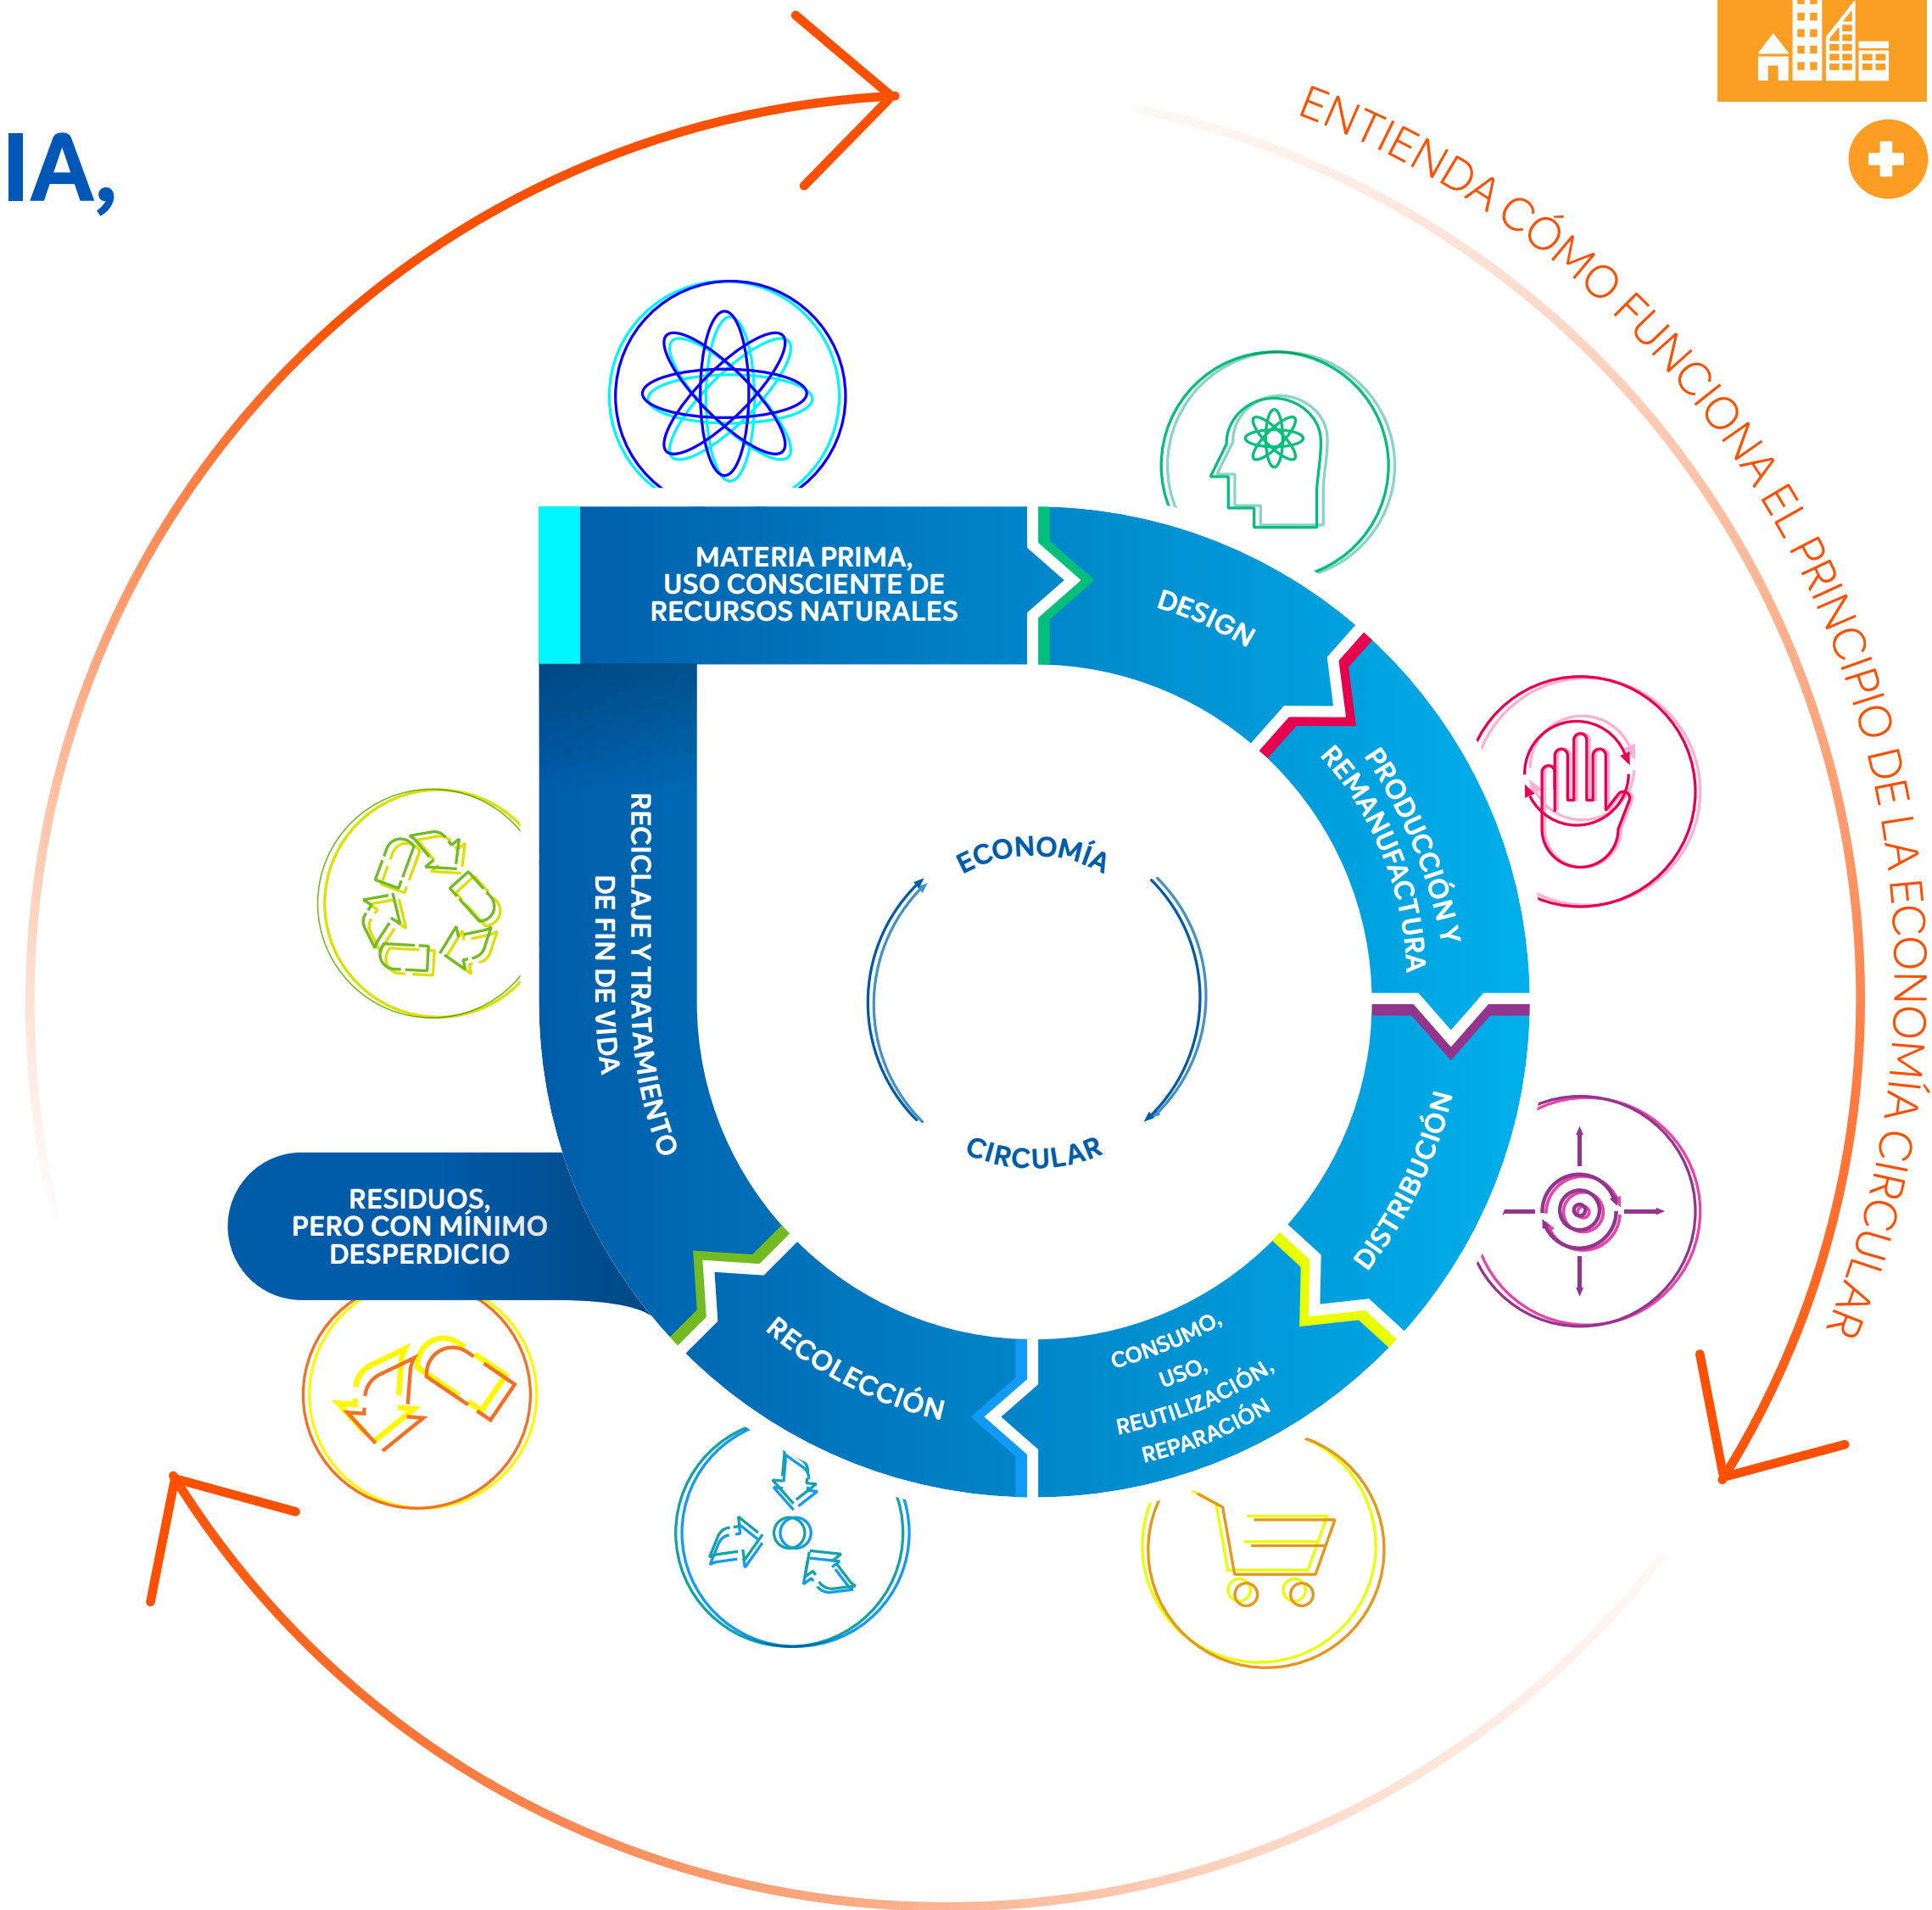 IA,
ENTIENDA CÓMO FUNCIONA EL PRINCIPIO DE LA ECONOMÍA CIRCULAR
MATERIA PRIMA,
USO CONSCIENTE DE
RECURSOS NATURALES
DESIGN
PRODUCCIÓN Y
REMANUFACTURA
DISTRIBUCIÓN
CONSUMO,
USO,
REUTILIZACIÓN,
REPARACIÓN
RECOLECCIÓN
RECICLAJE Y TRATAMIENTO
DE FIN DE VIDA
RESIDUOS,
PERO CON MÍNIMO
DESPERDICIO
ECONOMÍA
CIRCULAR